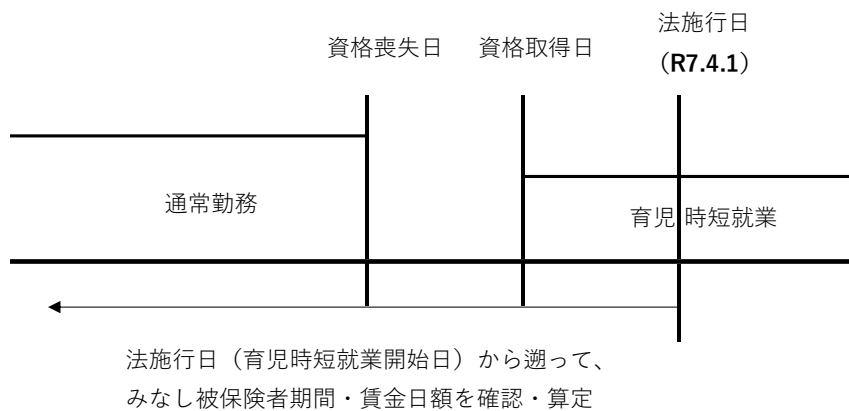 法施行日
資格喪失日
資格取得日
（R7.4.1）
通常勤務
育児時短就業
法施行日（育児時短就業開始日）から遡って、
みなし被保険者期間・賃金日額を確認・算定